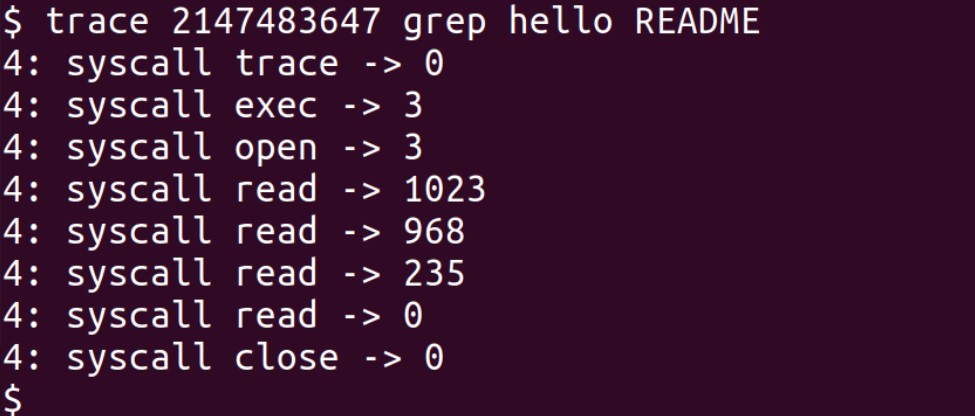 $ trace 2147483647 grep hello README
4: syscall trace -> 0
4: syscall exec -> 3
4: syscall open -> 3
4: syscall read -> 1023
4: syscall read -> 968
4: syscall read -> 235
4: syscall read -> 0
4: syscall close -> 0
$